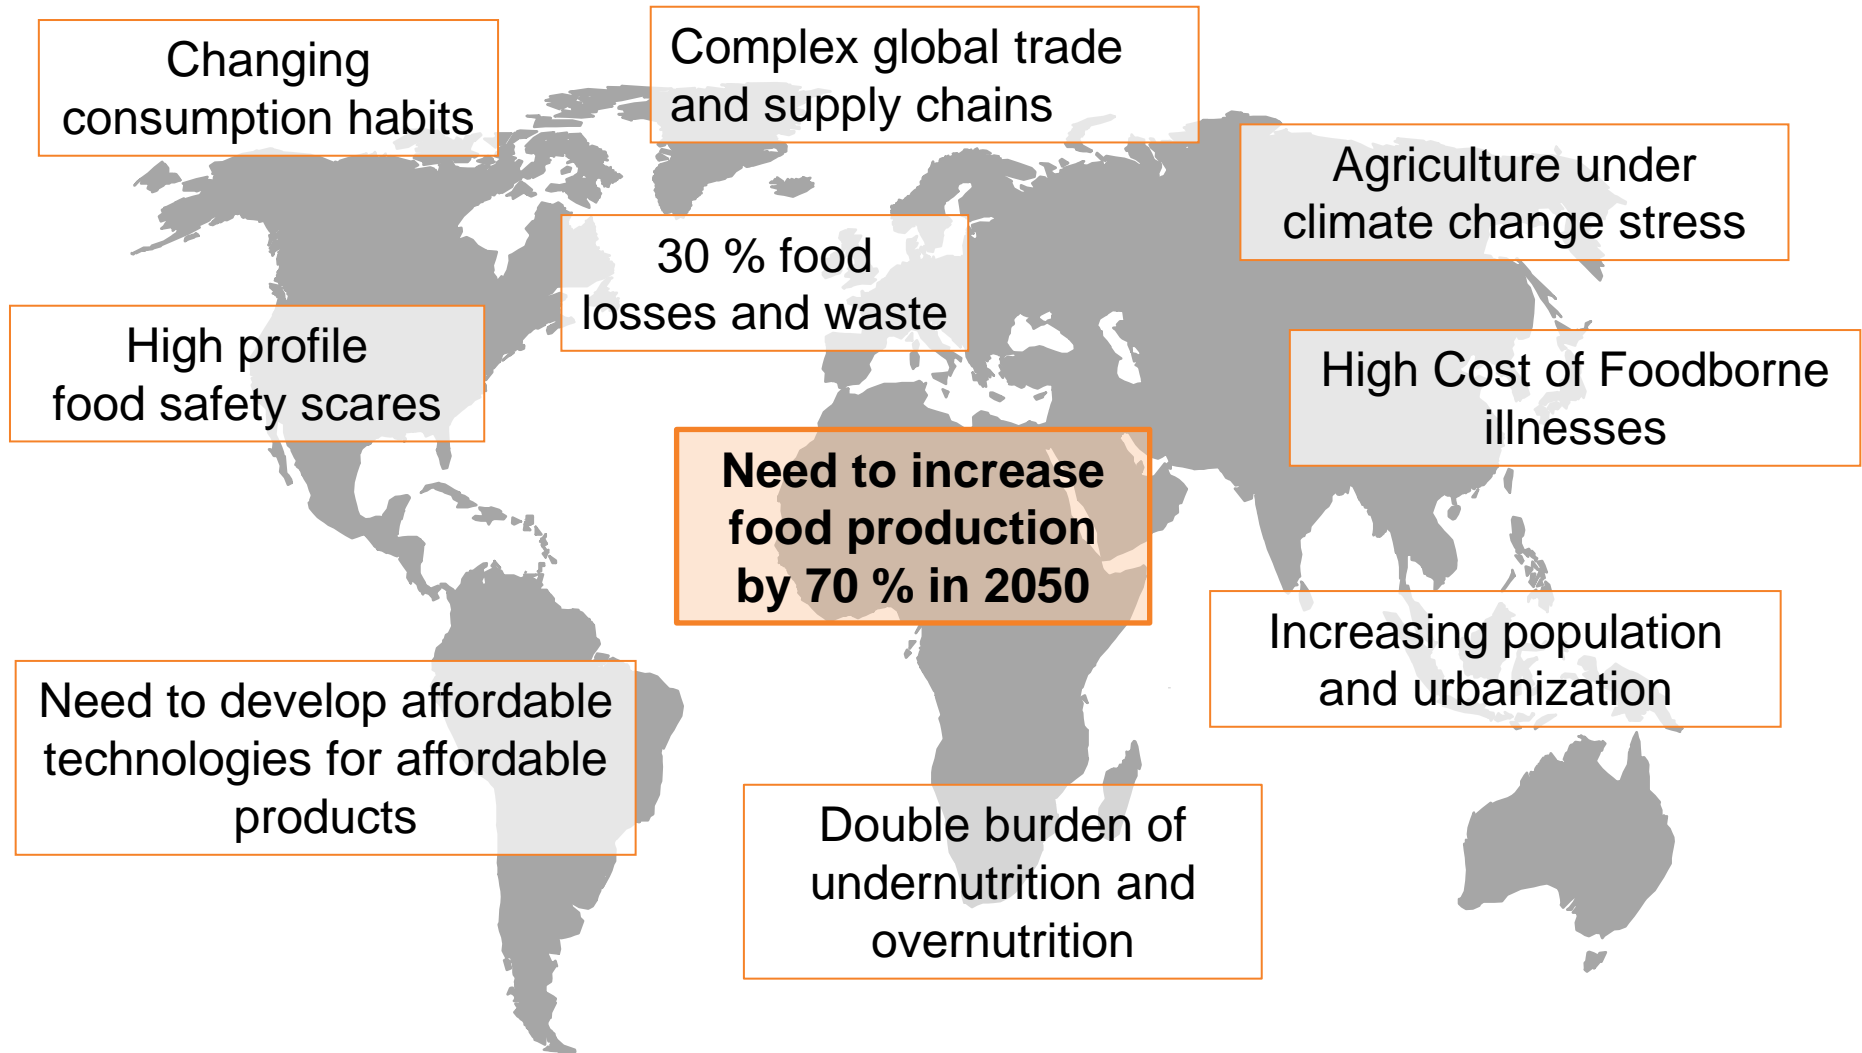 Changing
consumption habits
Complex global trade
and supply chains
Agriculture under
climate change stress
30 % food
losses and waste
High profile
food safety scares
High Cost of Foodborne
illnesses
Need to increase
food production
by 70 % in 2050
Increasing population
and urbanization
Need to develop affordable
technologies for affordable
products
Double burden of
undernutrition and
overnutrition